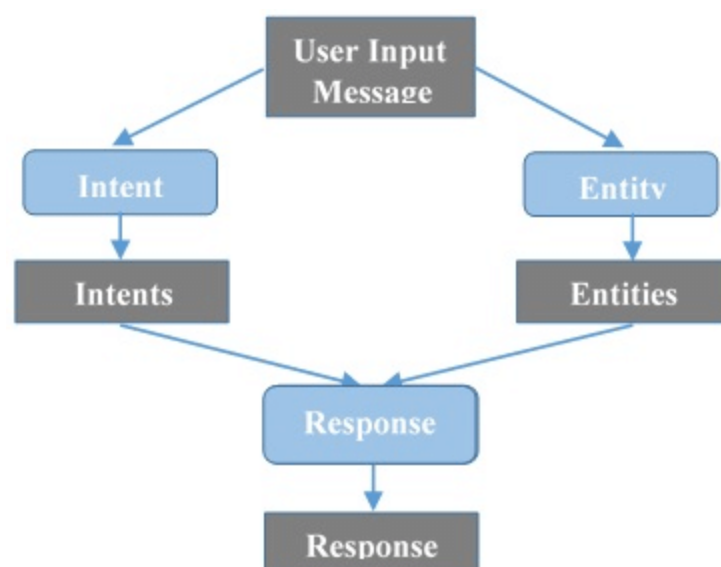 User Input
Message
Intent
Entity
Intents
Entities
Response
Response